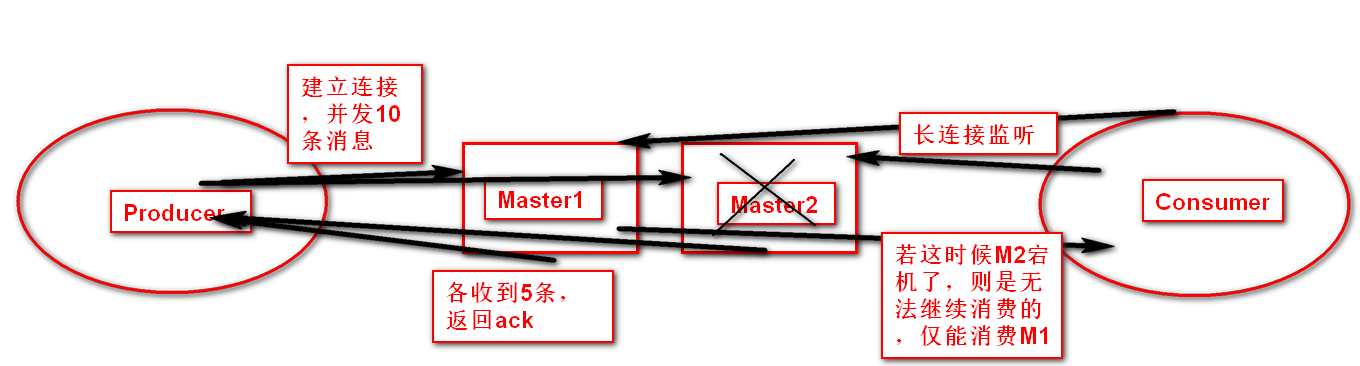 建立连接
，并发10
条消息
长连接监听
Master1
Master2
Producer
Consumer
各收到5条，
返回ack
若这时候M2宕
机了，则是无
法继续消费的
，仅能消费M1